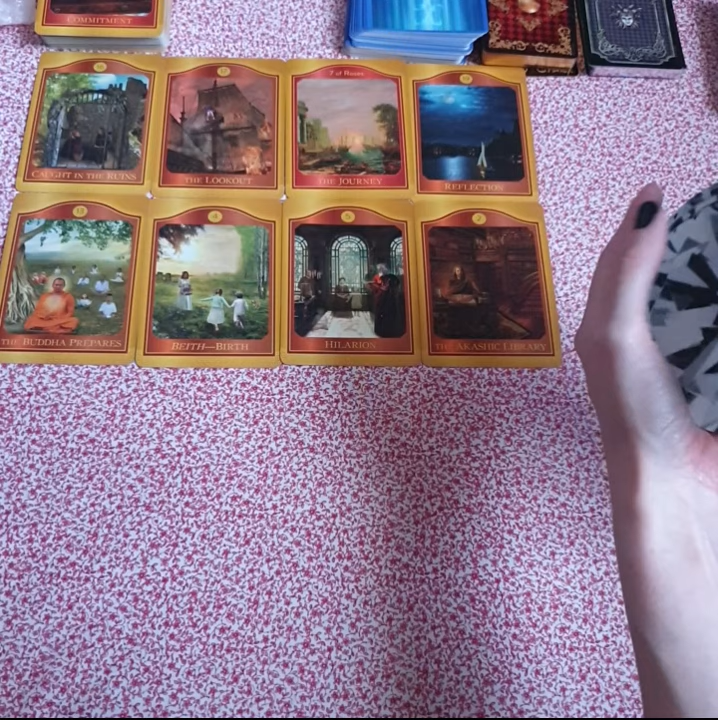 COMMITMENT
CAUGHT IN THE RUINS
THE LOOKOUT
7 of Roses
THE JOURNEY
REFLECTION
THE BUDDHA PREPARES
4
BEITH—BIRTH
HILARION
THE AKASHIC LIBRARY